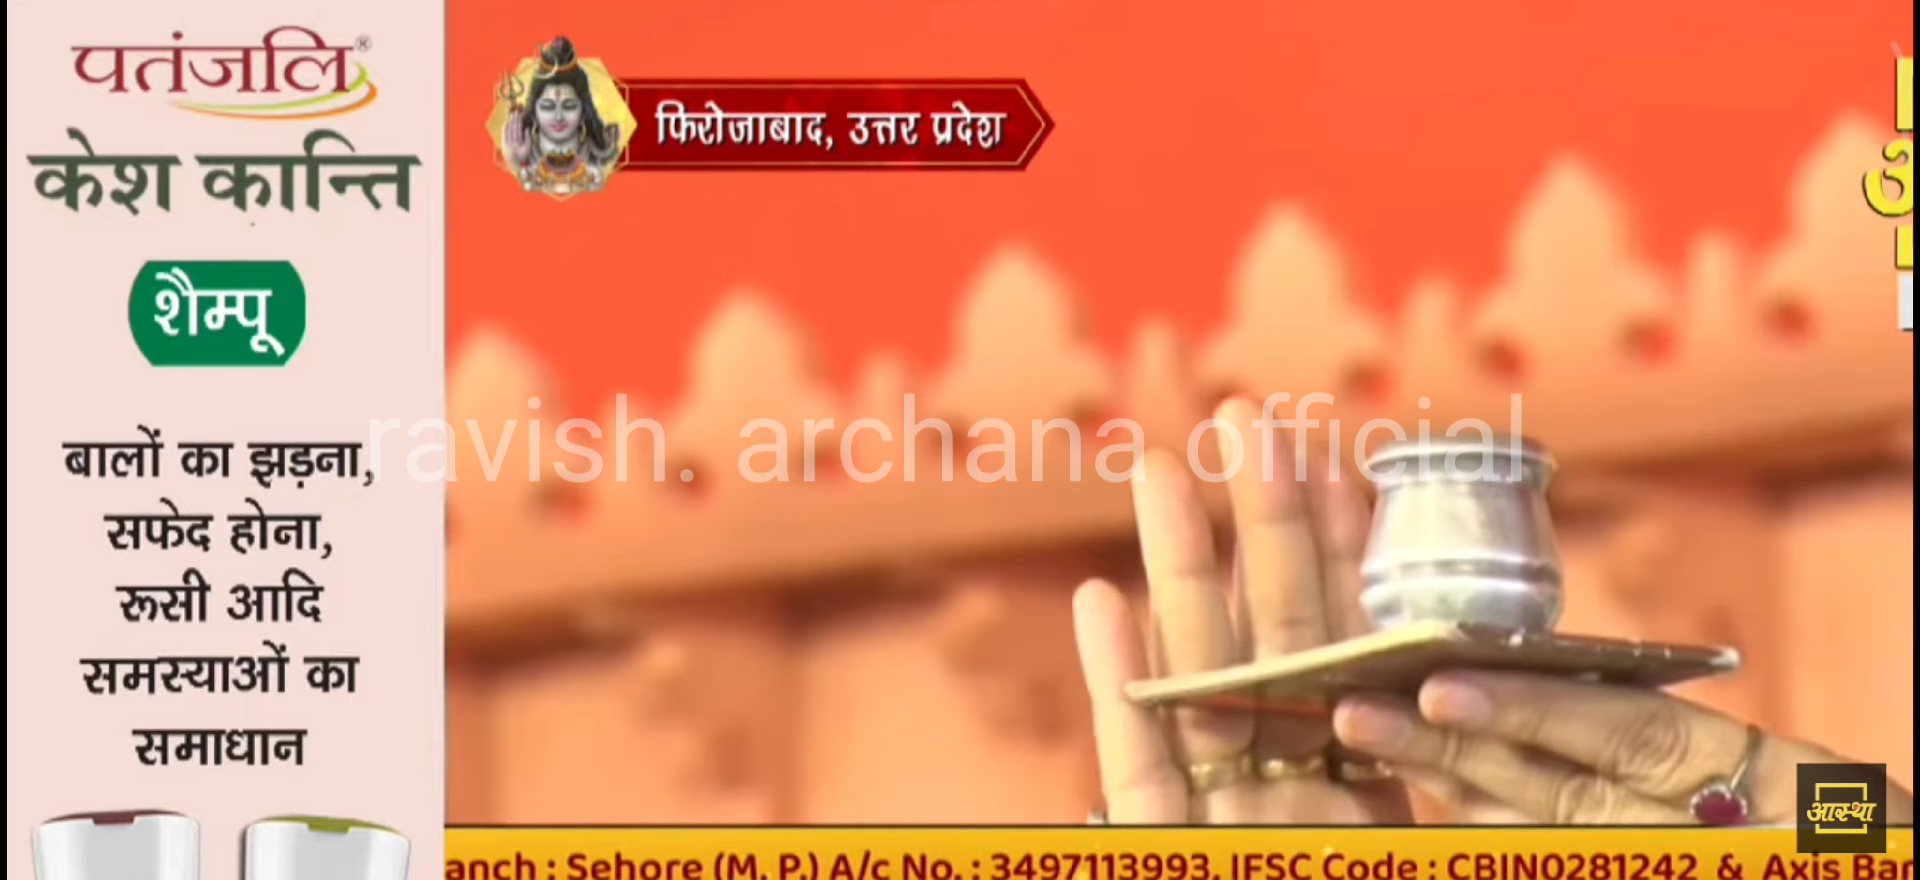 पतंजलि®
केश कान्ति
शैम्पू
बालों का झड़ना,
सफेद होना,
रूसी आदि
समस्याओं का
समाधान
फिरोजाबाद, उत्तर प्रदेश
ravish. archana official
आस्था
anch : Sehore (M. P.) A/c No. : 3497113993, IFSC Code : CBIN0281242 & Axis Ban